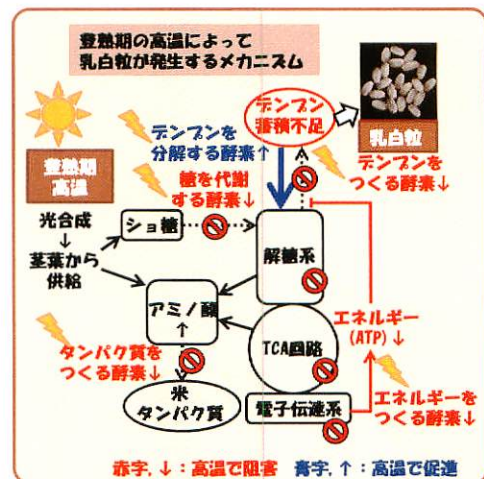 登熟期の高温によって
乳白粒が発生するメカニズム
デンプン
蓄積不足
乳白粒
デンプンを
分解する酵素↑
デンプンを
つくる酵素↓
登熟期
高温
糖を代謝
する酵素↓
光合成
↓
茎葉から
供給
ショ糖
解糖系
アミノ酸
↑
エネルギー
(ATP)↓
TCA回路
タンパク質を
つくる酵素↓
米
タンパク質
電子伝達系
エネルギーを
つくる酵素↓
赤字,↓:高温で阻害 青字,↑:高温で促進